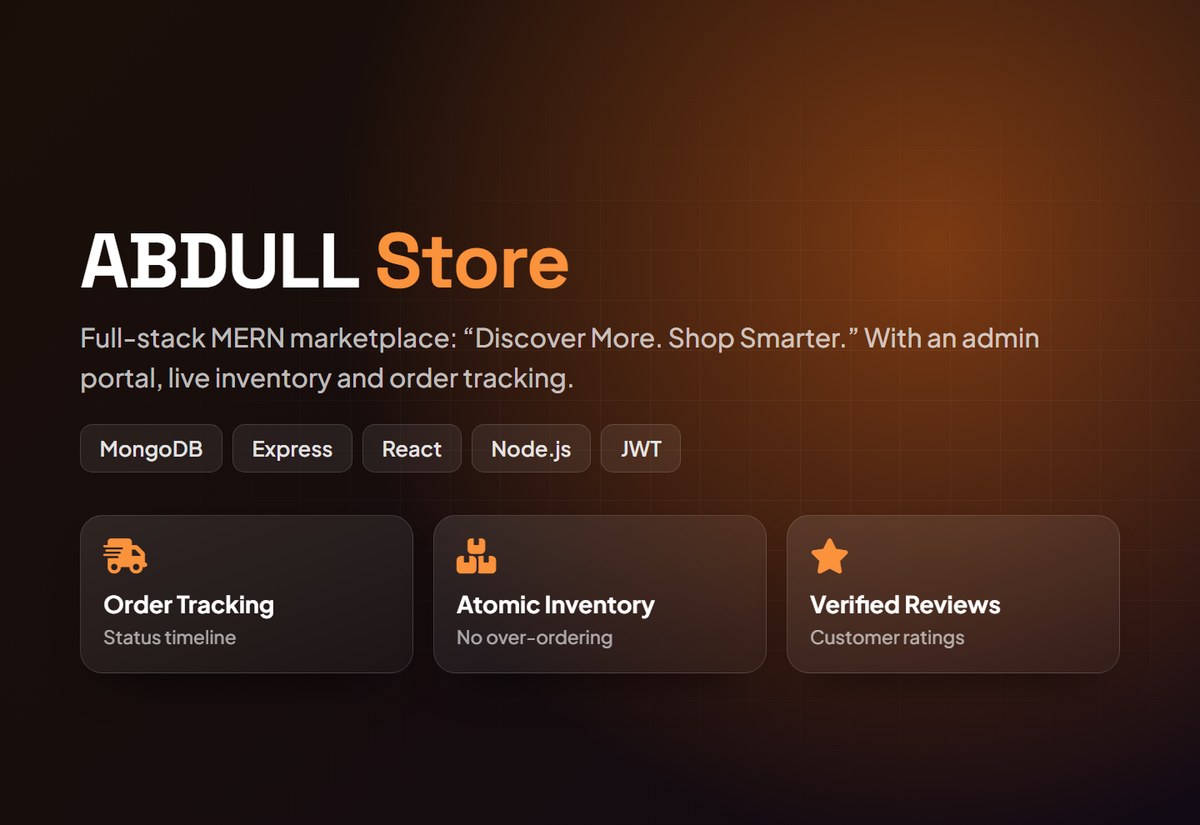 ABDULL Store
Full-stack MERN marketplace: “Discover More. Shop Smarter.” With an admin
portal, live inventory and order tracking.
MongoDB Express React Node.js JWT
Order Tracking Atomic Inventory Verified Reviews
Status timeline No over-ordering Customer ratings